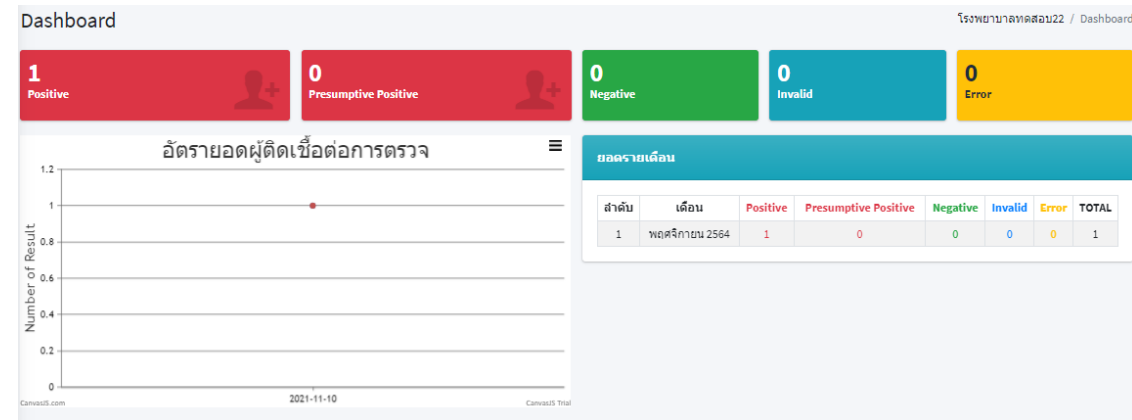 Dashboard
โรงพยาบาลทดสอบ22 / Dashboard
1
Positive
0
Presumptive Positive
0
Negative
0
Invalid
0
Error
อัตรายอดผู้ติดเชื้อต่อการตรวจ
Number of Result
1.2
1
0.8
0.6
0.4
0.2
0
2021-11-10
CanvasJS.com
CanvasJS Trial
ยอดรายเดือน
ลำดับ เดือน Positive Presumptive Positive Negative Invalid Error TOTAL
1 พฤศจิกายน 2564 1 0 0 0 0 1